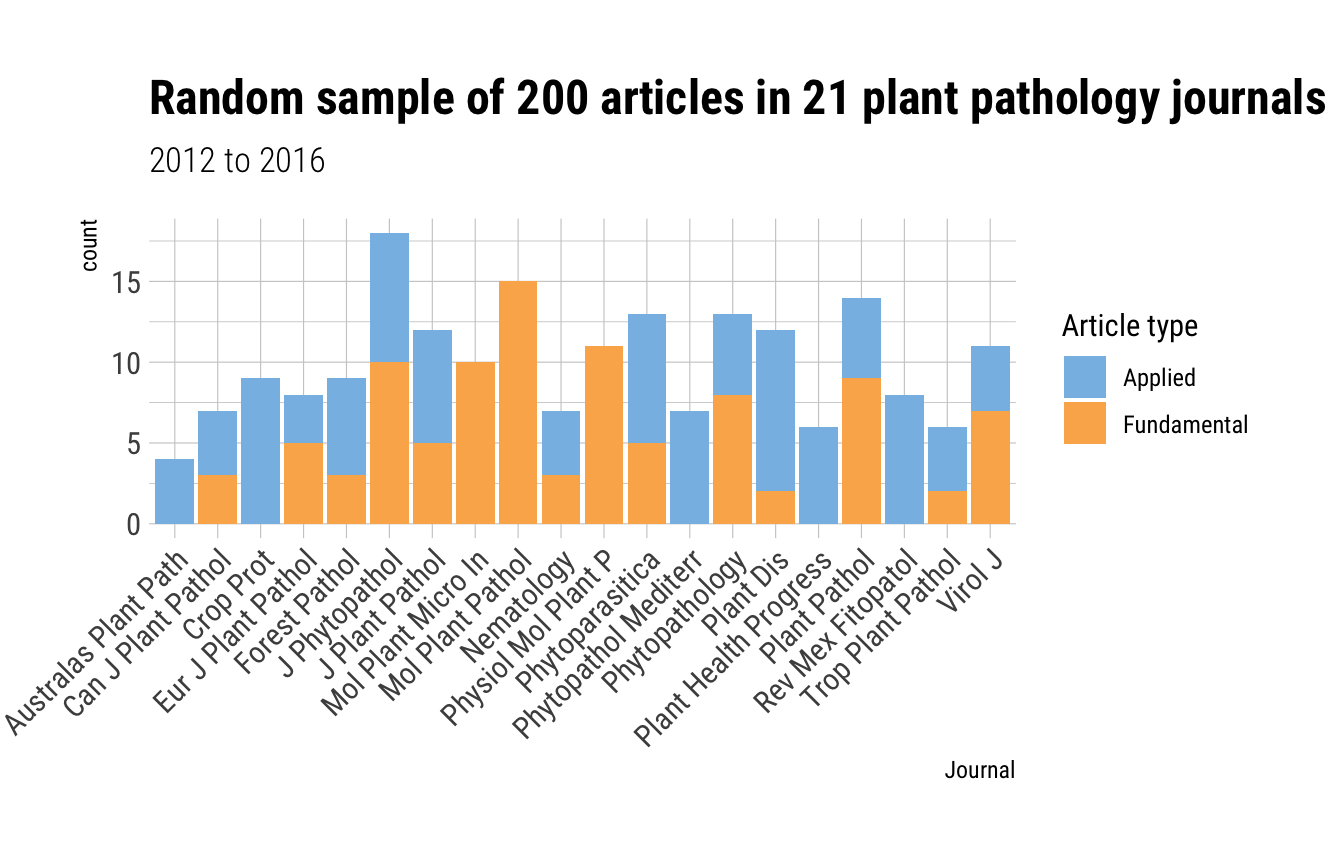 Random sample of 200 articles in 21 plant pathology journals
2012 to 2016
count
15
10
5
0
Australas Plant Path
Can J Plant Pathol
Crop Prot
Eur J Plant Pathol
Forest Pathol
J Phytopathol
J Plant Pathol
Mol Plant Micro In
Mol Plant Pathol
Nematology
Physiol Mol Plant P
Phytoparasitica
Phytopathol Mediterr
Phytopathology
Plant Dis
Plant Health Progress
Plant Pathol
Rev Mex Fitopatol
Trop Plant Pathol
Virol J
Journal
Article type
Applied
Fundamental